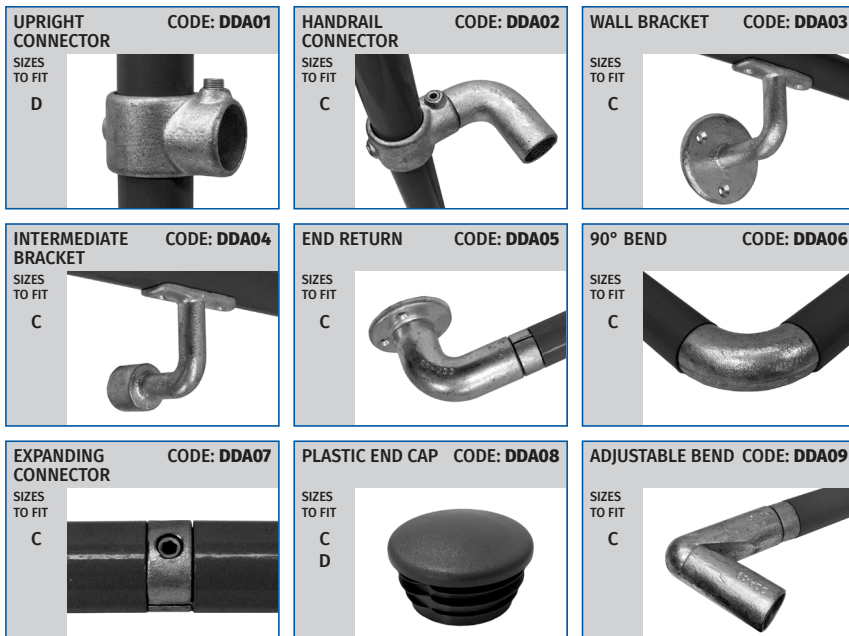 UPRIGHT CONNECTOR CODE: DDA01
SIZES
TO FIT
D
HANDRAIL CONNECTOR CODE: DDA02
SIZES
TO FIT
C
WALL BRACKET CODE: DDA03
SIZES
TO FIT
C
INTERMEDIATE BRACKET CODE: DDA04
SIZES
TO FIT
C
END RETURN CODE: DDA05
SIZES
TO FIT
C
90° BEND CODE: DDA06
SIZES
TO FIT
C
EXPANDING CONNECTOR CODE: DDA07
SIZES
TO FIT
C
PLASTIC END CAP CODE: DDA08
SIZES
TO FIT
C
D
ADJUSTABLE BEND CODE: DDA09
SIZES
TO FIT
C